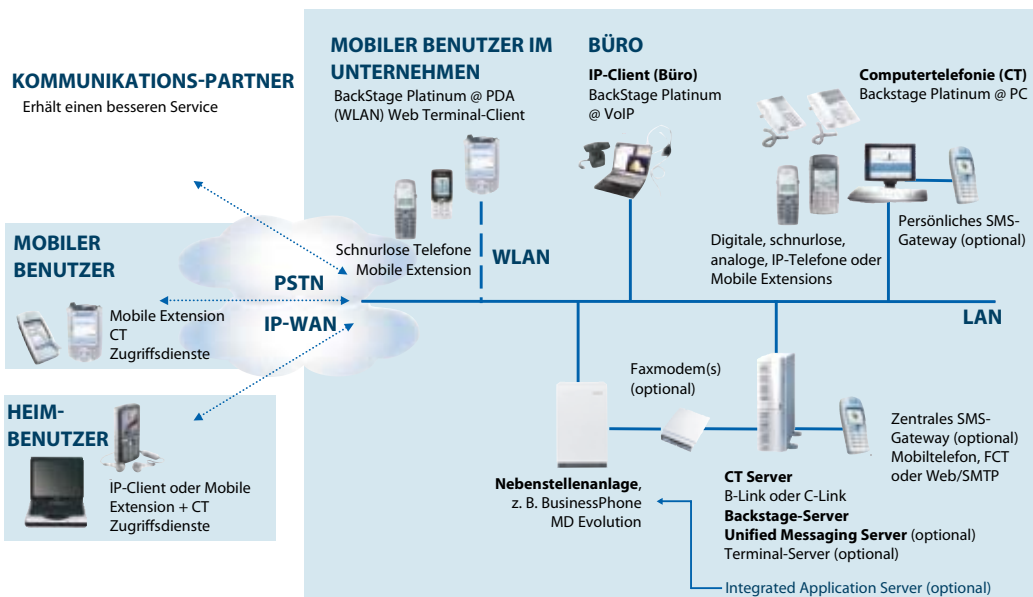 KOMMUNIKATIONS-PARTNER
Erhält einen besseren Service
MOBILER BENUTZER IM
UNTERNEHMEN
BackStage Platinum @ PDA
(WLAN) Web Terminal-Client
BÜRO
IP-Client (Büro)
BackStage Platinum
@ VoIP
Computertelefonie (CT)
Backstage Platinum @ PC
Schnurlose Telefone
Mobile Extension
WLAN
Digitale, schnurlose,
analoge, IP-Telefone oder
Mobile Extensions
Persönliches SMS-
Gateway (optional)
MOBILER
BENUTZER
Mobile Extension
CT
Zugriffsdienste
PSTN
IP-WAN
LAN
HEIM-
BENUTZER
IP-Client oder Mobile
Extension + CT
Zugriffsdienste
Faxmodem(s)
(optional)
Nebenstellenanlage,
z. B. BusinessPhone
MD Evolution
CT Server
B-Link oder C-Link
Backstage-Server
Unified Messaging Server (optional)
Terminal-Server (optional)
Zentrales SMS-
Gateway (optional)
Mobiltelefon, FCT
oder Web/SMTP
Integrated Application Server (optional)